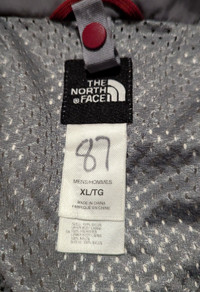 THE
NORTH
FACE
87
MEN/HOMMES
XL/TG
MADE IN CHINA
FABRIQUÉ EN CHINE